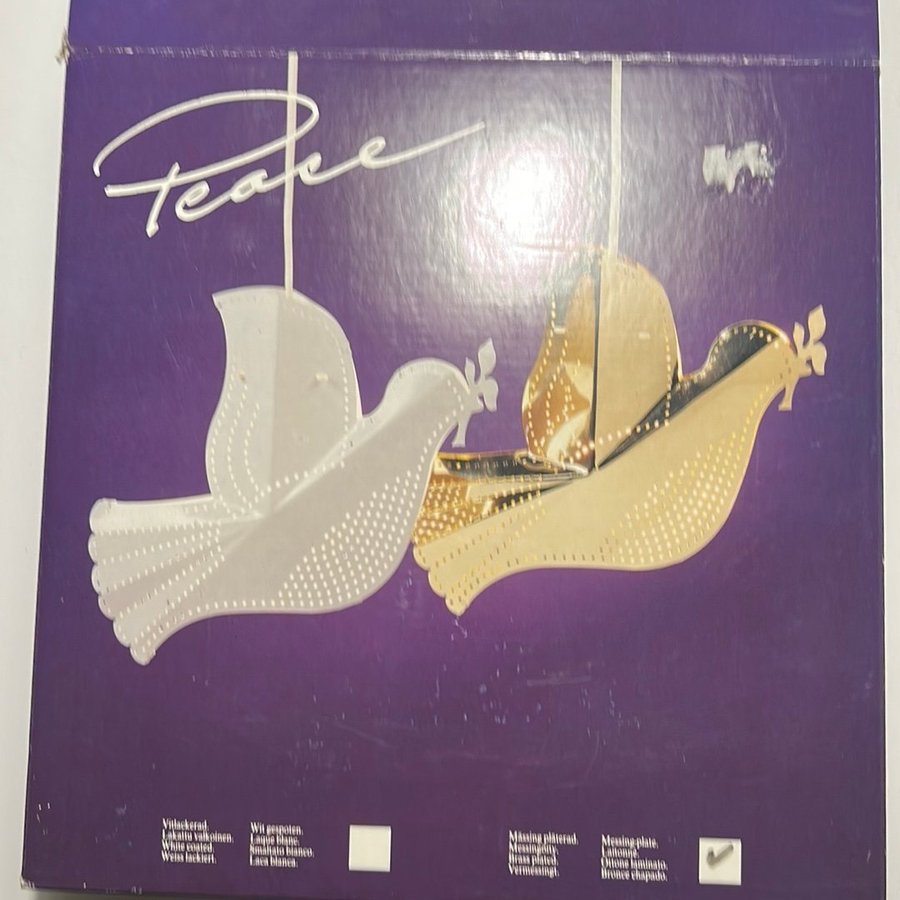 Peace
Vitlackerad.
Lakattu valkoinen.
White coated.
Weiss lackiert.
Wit gespoten.
Laque blanc.
Smaltato bianco.
Laca blanca.
Mässing pläterad.
Brass plated.
Vermessingt.
Messing-plate.
Laitonné.
Ottone laminato.
Bronce chapado.